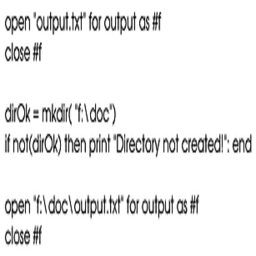 open "output.txt" for output as #f
close #f
dirOk = mkdir( "f:\doc")
if not(dirOk) then print "Directory not created!": end
open "f:\doc\output.txt" for output as #f
close #f